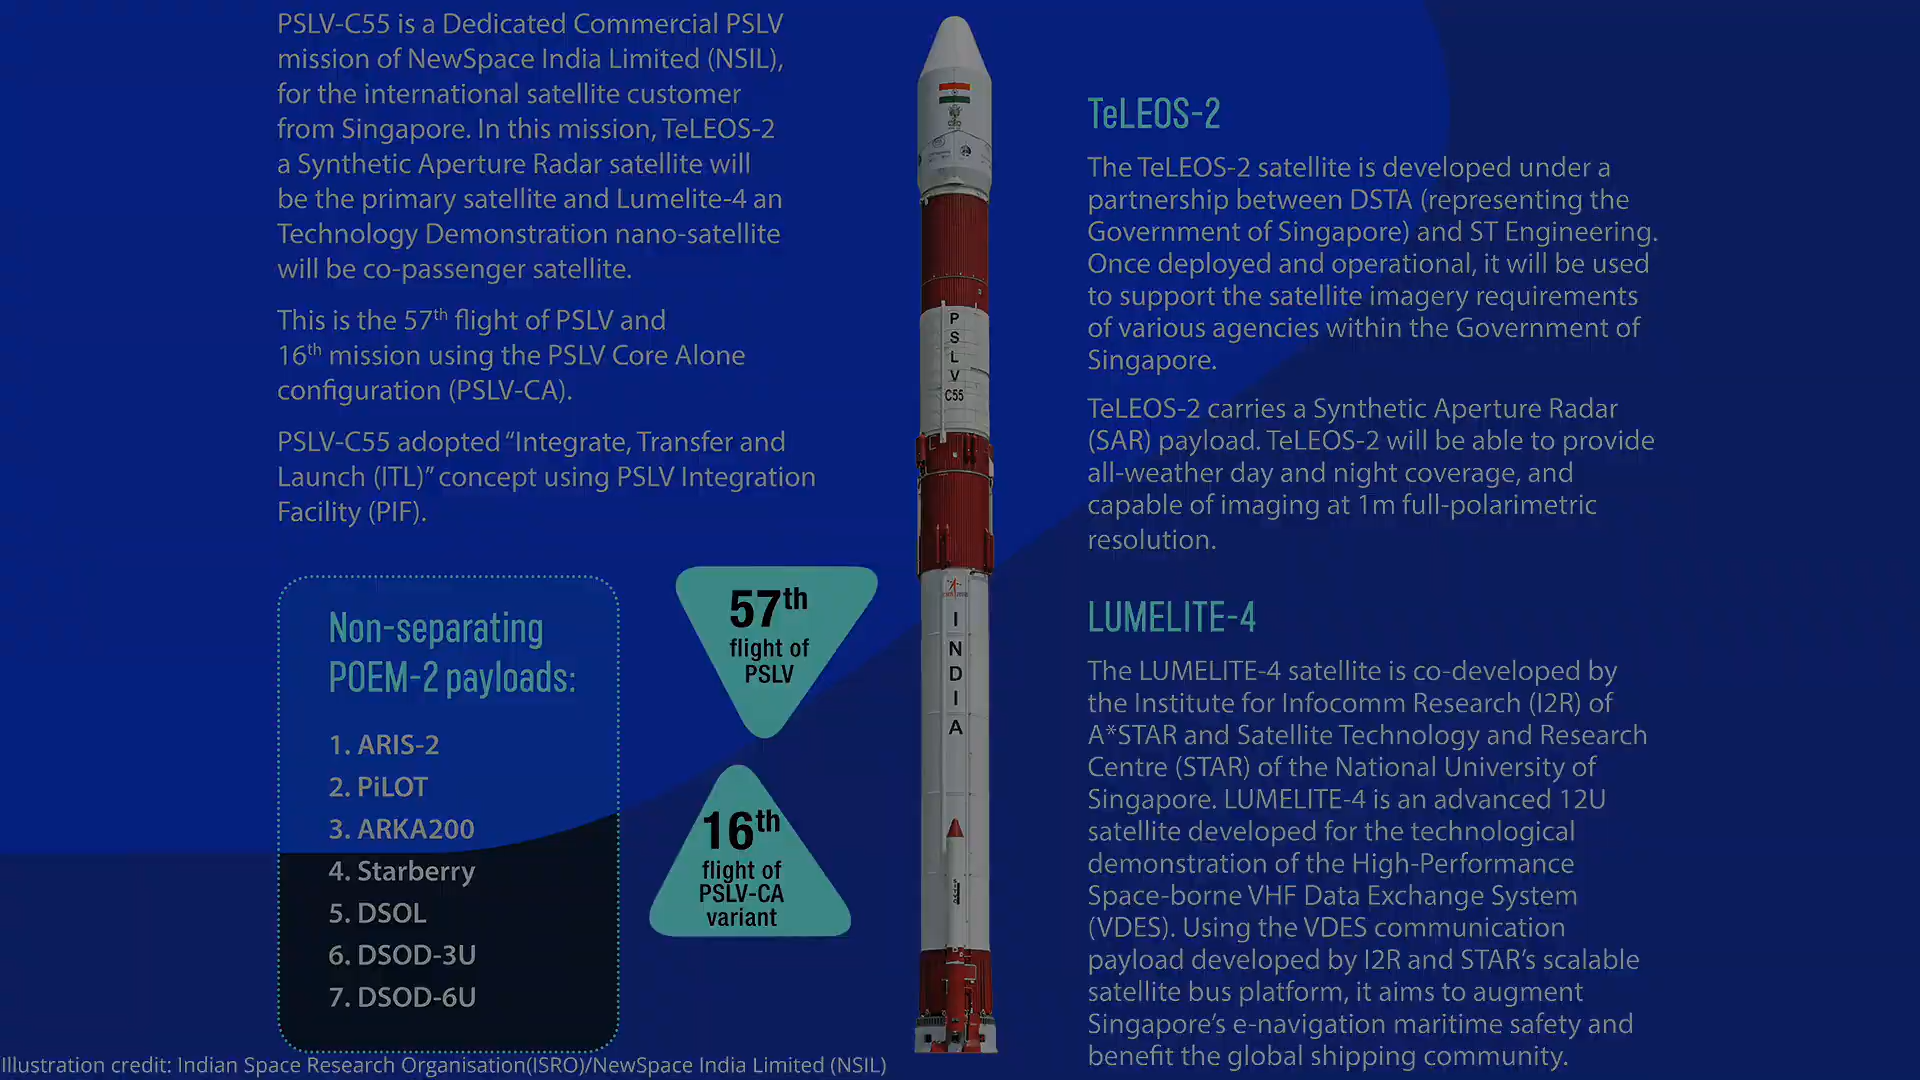 PSLV-C55 is a Dedicated Commercial PSLV
mission of NewSpace India Limited (NSIL),
for the international satellite customer
from Singapore. In this mission, TeLEOS-2
a Synthetic Aperture Radar satellite will
be the primary satellite and Lumelite-4 an
Technology Demonstration nano-satellite
will be co-passenger satellite.
This is the 57th flight of PSLV and
16th mission using the PSLV Core Alone
configuration (PSLV-CA).
PSLV-C55 adopted "Integrate, Transfer and
Launch (ITL)" concept using PSLV Integration
Facility (PIF).
Non-separating
POEM-2 payloads:
1. ARIS-2
2. PiLOT
3. ARKA200
4. Starberry
5. DSOL
6. DSOD-3U
7. DSOD-6U
57th
flight of
PSLV
16th
flight of
PSLV-CA
variant
P
S
L
V
C55
I
N
D
I
A
TeLEOS-2
The TeLEOS-2 satellite is developed under a
partnership between DSTA (representing the
Government of Singapore) and ST Engineering.
Once deployed and operational, it will be used
to support the satellite imagery requirements
of various agencies within the Government of
Singapore.
TeLEOS-2 carries a Synthetic Aperture Radar
(SAR) payload. TeLEOS-2 will be able to provide
all-weather day and night coverage, and
capable of imaging at 1m full-polarimetric
resolution.
LUMELITE-4
The LUMELITE-4 satellite is co-developed by
the Institute for Infocomm Research (I2R) of
A*STAR and Satellite Technology and Research
Centre (STAR) of the National University of
Singapore. LUMELITE-4 is an advanced 12U
satellite developed for the technological
demonstration of the High-Performance
Space-borne VHF Data Exchange System
(VDES). Using the VDES communication
payload developed by I2R and STAR's scalable
satellite bus platform, it aims to augment
Singapore's e-navigation maritime safety and
benefit the global shipping community.
Illustration credit: Indian Space Research Organisation(ISRO)/NewSpace India Limited (NSIL)